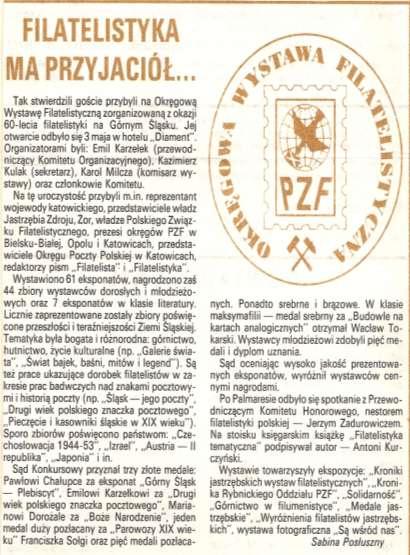 FILATELISTYKA
MA PRZYJACIÓŁ...
OKRĘGOWA WYSTAWA FILATELISTYCZNA
PZF
Tak stwierdzili goście przybyli na Okręgową
Wystawę Filatelistyczną zorganizowaną z okazji
60-lecia filatelistyki na Górnym Śląsku. Jej
otwarcie odbyło się 3 maja w hotelu „Diament”.
Organizatorami byli: Emil Karzełek (przewod-
niczący Komitetu Organizacyjnego), Kazimierz
Kulak (sekretarz), Karol Milcza (komisarz wy-
stawy) oraz członkowie Komitetu.
Na tę uroczystość przybyli m.in. reprezentant
wojewody katowickiego, przedstawiciele władz
Jastrzębia Zdroju, Żor, władze Polskiego Związ-
ku Filatelistycznego, prezesi okręgów PZF w
Bielsku-Białej, Opolu i Katowicach, przedsta-
wiciele Okręgu Poczty Polskiej w Katowicach,
redaktorzy pism „Filatelista” i „Filatelistyka”.
Wystawiono 61 eksponatów, nagrodzono zaś
44 zbiory wystawców dorosłych i młodzieżo-
wych oraz 7 eksponatów w klasie literatury.
Licznie zaprezentowane zostały zbiory poświę-
cone przeszłości i teraźniejszości Ziemi Śląskiej.
Tematyka była bogata i różnorodna: górnictwo,
hutnictwo, życie kulturalne (np. „Galerie świa-
ta”, „Świat bajek, baśni, mitów i legend”). Są
też prace ukazujące dorobek filatelistów w za-
kresie prac badwczych nad znakami pocztowy-
mi i historią poczty (np. „Śląsk — jego poczty”,
„Drugi wiek polskiego znaczka pocztowego”,
„Pieczęcie i kasowniki śląskie w XIX wieku”).
Sporo zbiorów poświęcono państwom: „Cze-
chosłowacja 1944-53”, „Izrael”, „Austria — II
republika”, „Japonia” i in.
Sąd Konkursowy przyznał trzy złote medale:
Pawłowi Chałupce za eksponat „Górny Śląsk
— Plebiscyt”, Emilowi Karzełkowi za „Drugi
wiek polskiego znaczka pocztowego”, Maria-
nowi Dorozale za „Boże Narodzenie”, jeden
medal duży pozłacany za „Parowozy XIX wie-
ku” Franciszka Solgi oraz pięć medali pozłaca-
nych. Ponadto srebrne i brązowe. W klasie
maksymafilii — medal srebrny za „Budowle na
kartach analogicznych” otrzymał Wacław To-
karski. Wystawcy młodzieżowi zdobyli pięć me-
dali i dyplom uznania.
Sąd oceniając wysoko jakość prezentowa-
nych eksponatów, wyróżnił wystawców cen-
nymi nagrodami.
Po Palmaresie odbyło się spotkanie z Przewo-
dniczącym Komitetu Honorowego, nestorem
filatelistyki polskiej — Jerzym Zadurowiczem.
Na stoisku księgarskim książkę „Filatelistyka
tematyczna” podpisywał autor — Antoni Kur-
czyński.
Wystawie towarzyszyły ekspozycje: „Kroniki
jastrzębskich wystaw filatelistycznych”, „Kroni-
ka Rybnickiego Oddziału PZF”, „Solidarność”,
„Górnictwo w filumenistyce”, „Medale jas-
trzębskie”, „Wyróżnienia filatelistów jastrzębs-
kich”, wystawa fotograficzna „Są wśród nas”.
Sabina Posłuszny